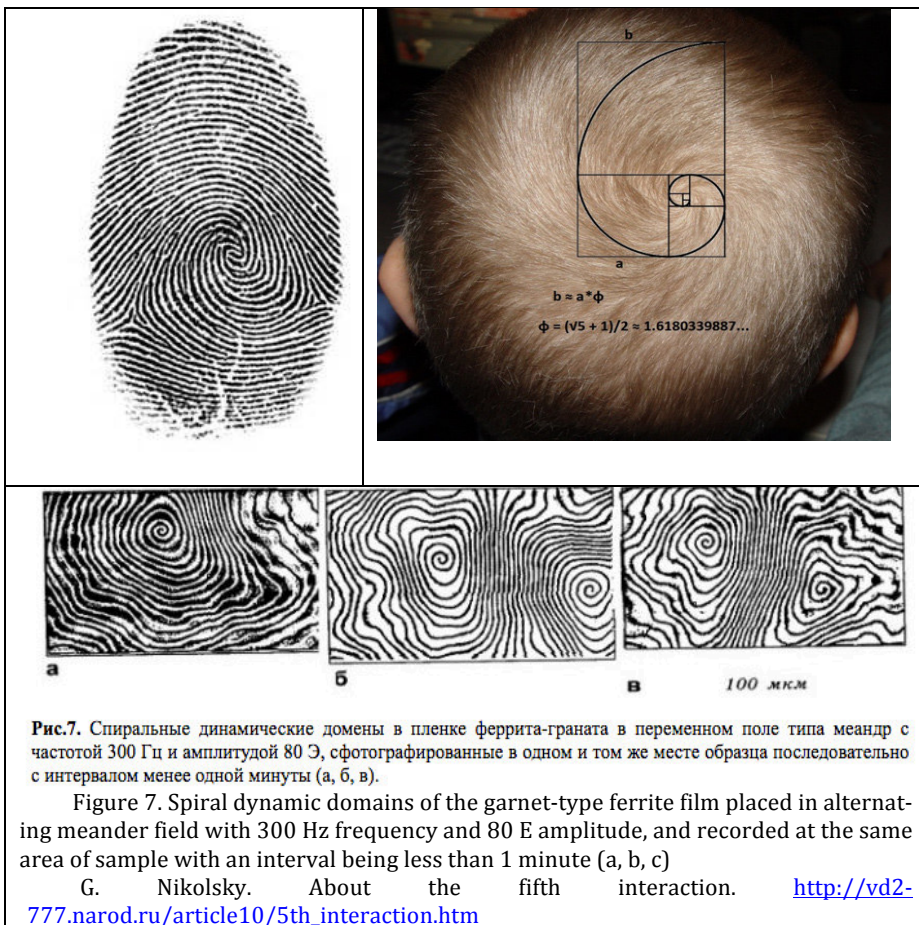 b
a
b ≈ a*ϕ
ϕ = (√5 + 1)/2 ≈ 1.6180339887...
а
б
в
100 мкм
Рис.7. Спиральные динамические домены в пленке феррита-граната в переменном поле типа меандр с
частотой 300 Гц и амплитудой 80 Э, сфотографированные в одном и том же месте образца последовательно
с интервалом менее одной минуты (а, б, в).
Figure 7. Spiral dynamic domains of the garnet-type ferrite film placed in alternat-
ing meander field with 300 Hz frequency and 80 E amplitude, and recorded at the same
area of sample with an interval being less than 1 minute (a, b, c)
G. Nikolsky. About the fifth interaction. http://vd2-
777.narod.ru/article10/5th_interaction.htm